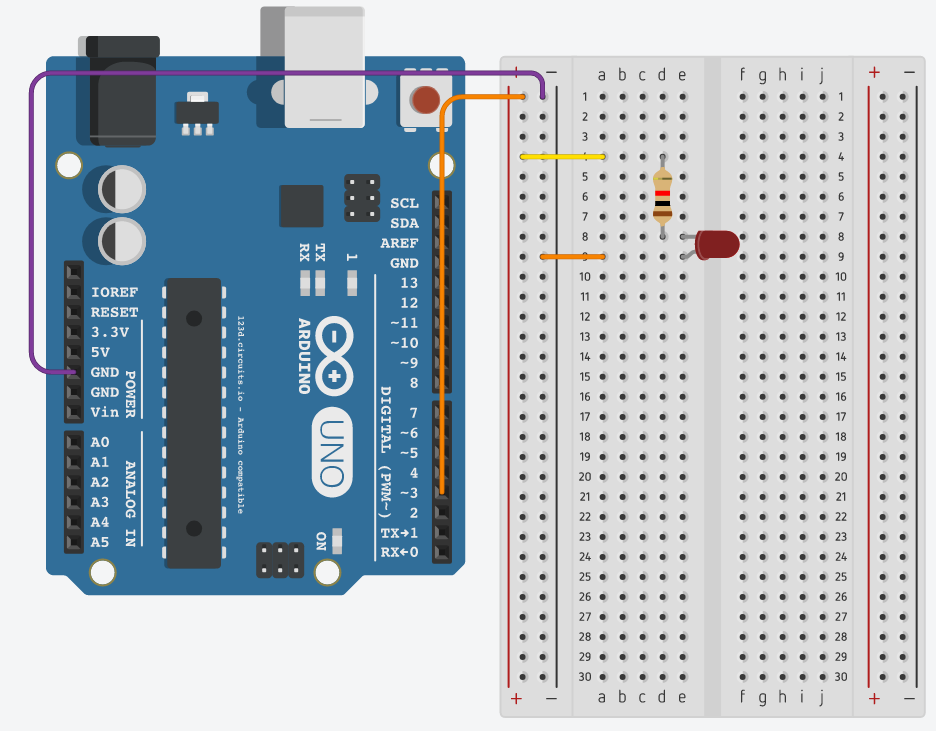 SCL
SDA
AREF
GND
13
12
~11
~10
~9
8
7
~6
~5
4
~3
2
TX→1
RX←0
DIGITAL (PWM~)
IOREF
RESET
3.3V
5V
GND
GND
Vin
POWER
A0
A1
A2
A3
A4
A5
ANALOG IN
RX
TX
1
ARDUINO
UNO
ON
123d.circuits.io - Arduino compatible
+ − a b c d e f g h i j + −
1 1
2 2
3 3
4 4
5 5
6 6
7 7
8 8
9 9
10 10
11 11
12 12
13 13
14 14
15 15
16 16
17 17
18 18
19 19
20 20
21 21
22 22
23 23
24 24
25 25
26 26
27 27
28 28
29 29
30 30
+ − a b c d e f g h i j + −